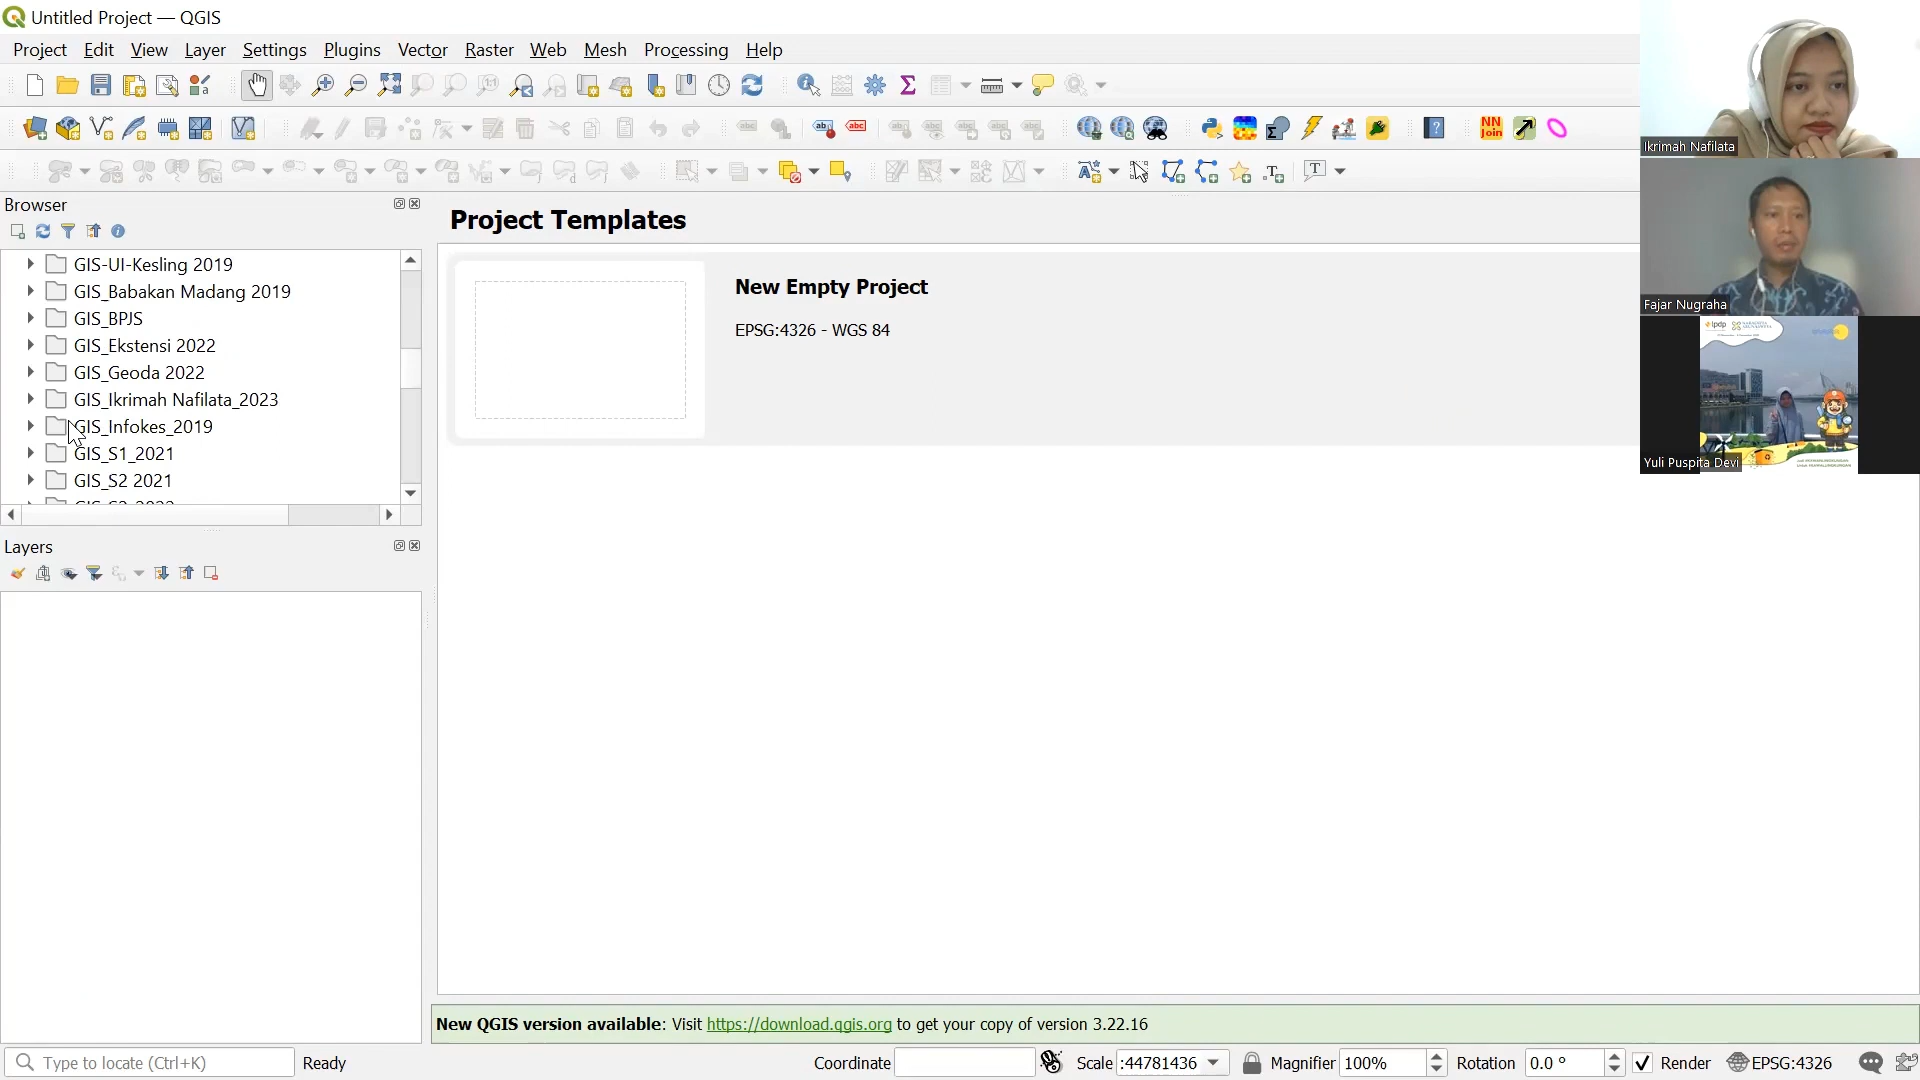 Untitled Project — QGIS
Project Edit View Layer Settings Plugins Vector Raster Web Mesh Processing Help
NN
join
Browser
GIS-UI-Kesling 2019
GIS_Babakan Madang 2019
GIS_BPJS
GIS_Ekstensi 2022
GIS_Geoda 2022
GIS_Ikrimah Nafilata_2023
GIS_Infokes_2019
GIS_S1_2021
GIS_S2 2021
Layers
Project Templates
New Empty Project
EPSG:4326 - WGS 84
Ikrimah Nafilata
Fajar Nugraha
lpdp
Yuli Puspita Devi
New QGIS version available: Visit https://download.qgis.org to get your copy of version 3.22.16
Type to locate (Ctrl+K) Ready Coordinate Scale :44781436 Magnifier 100% Rotation 0.0 ° Render EPSG:4326